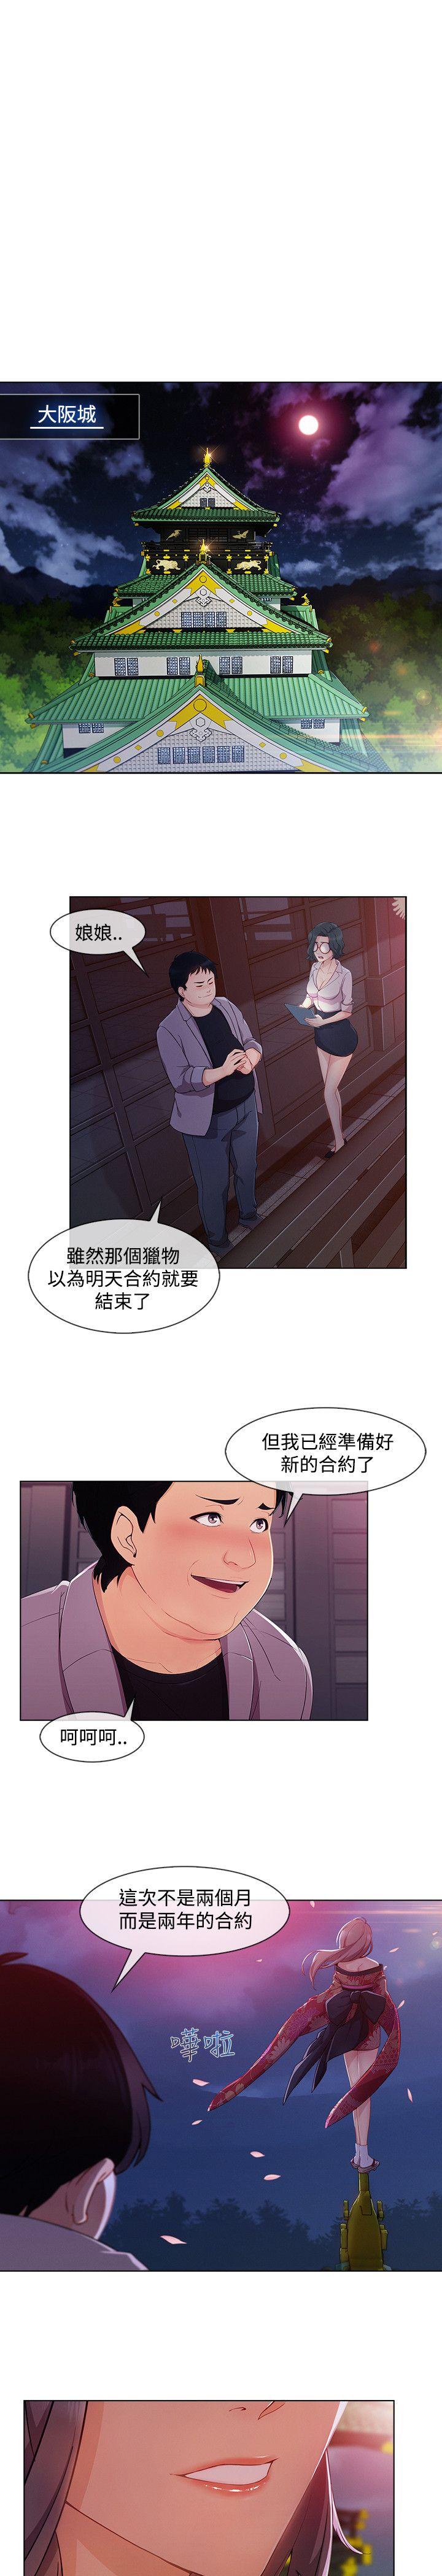 大阪城
娘娘..
雖然那個獵物
以為明天合約就要
結束了
但我已經準備好
新的合約了
呵呵呵..
這次不是兩個月
而是兩年的合約
嘩啦